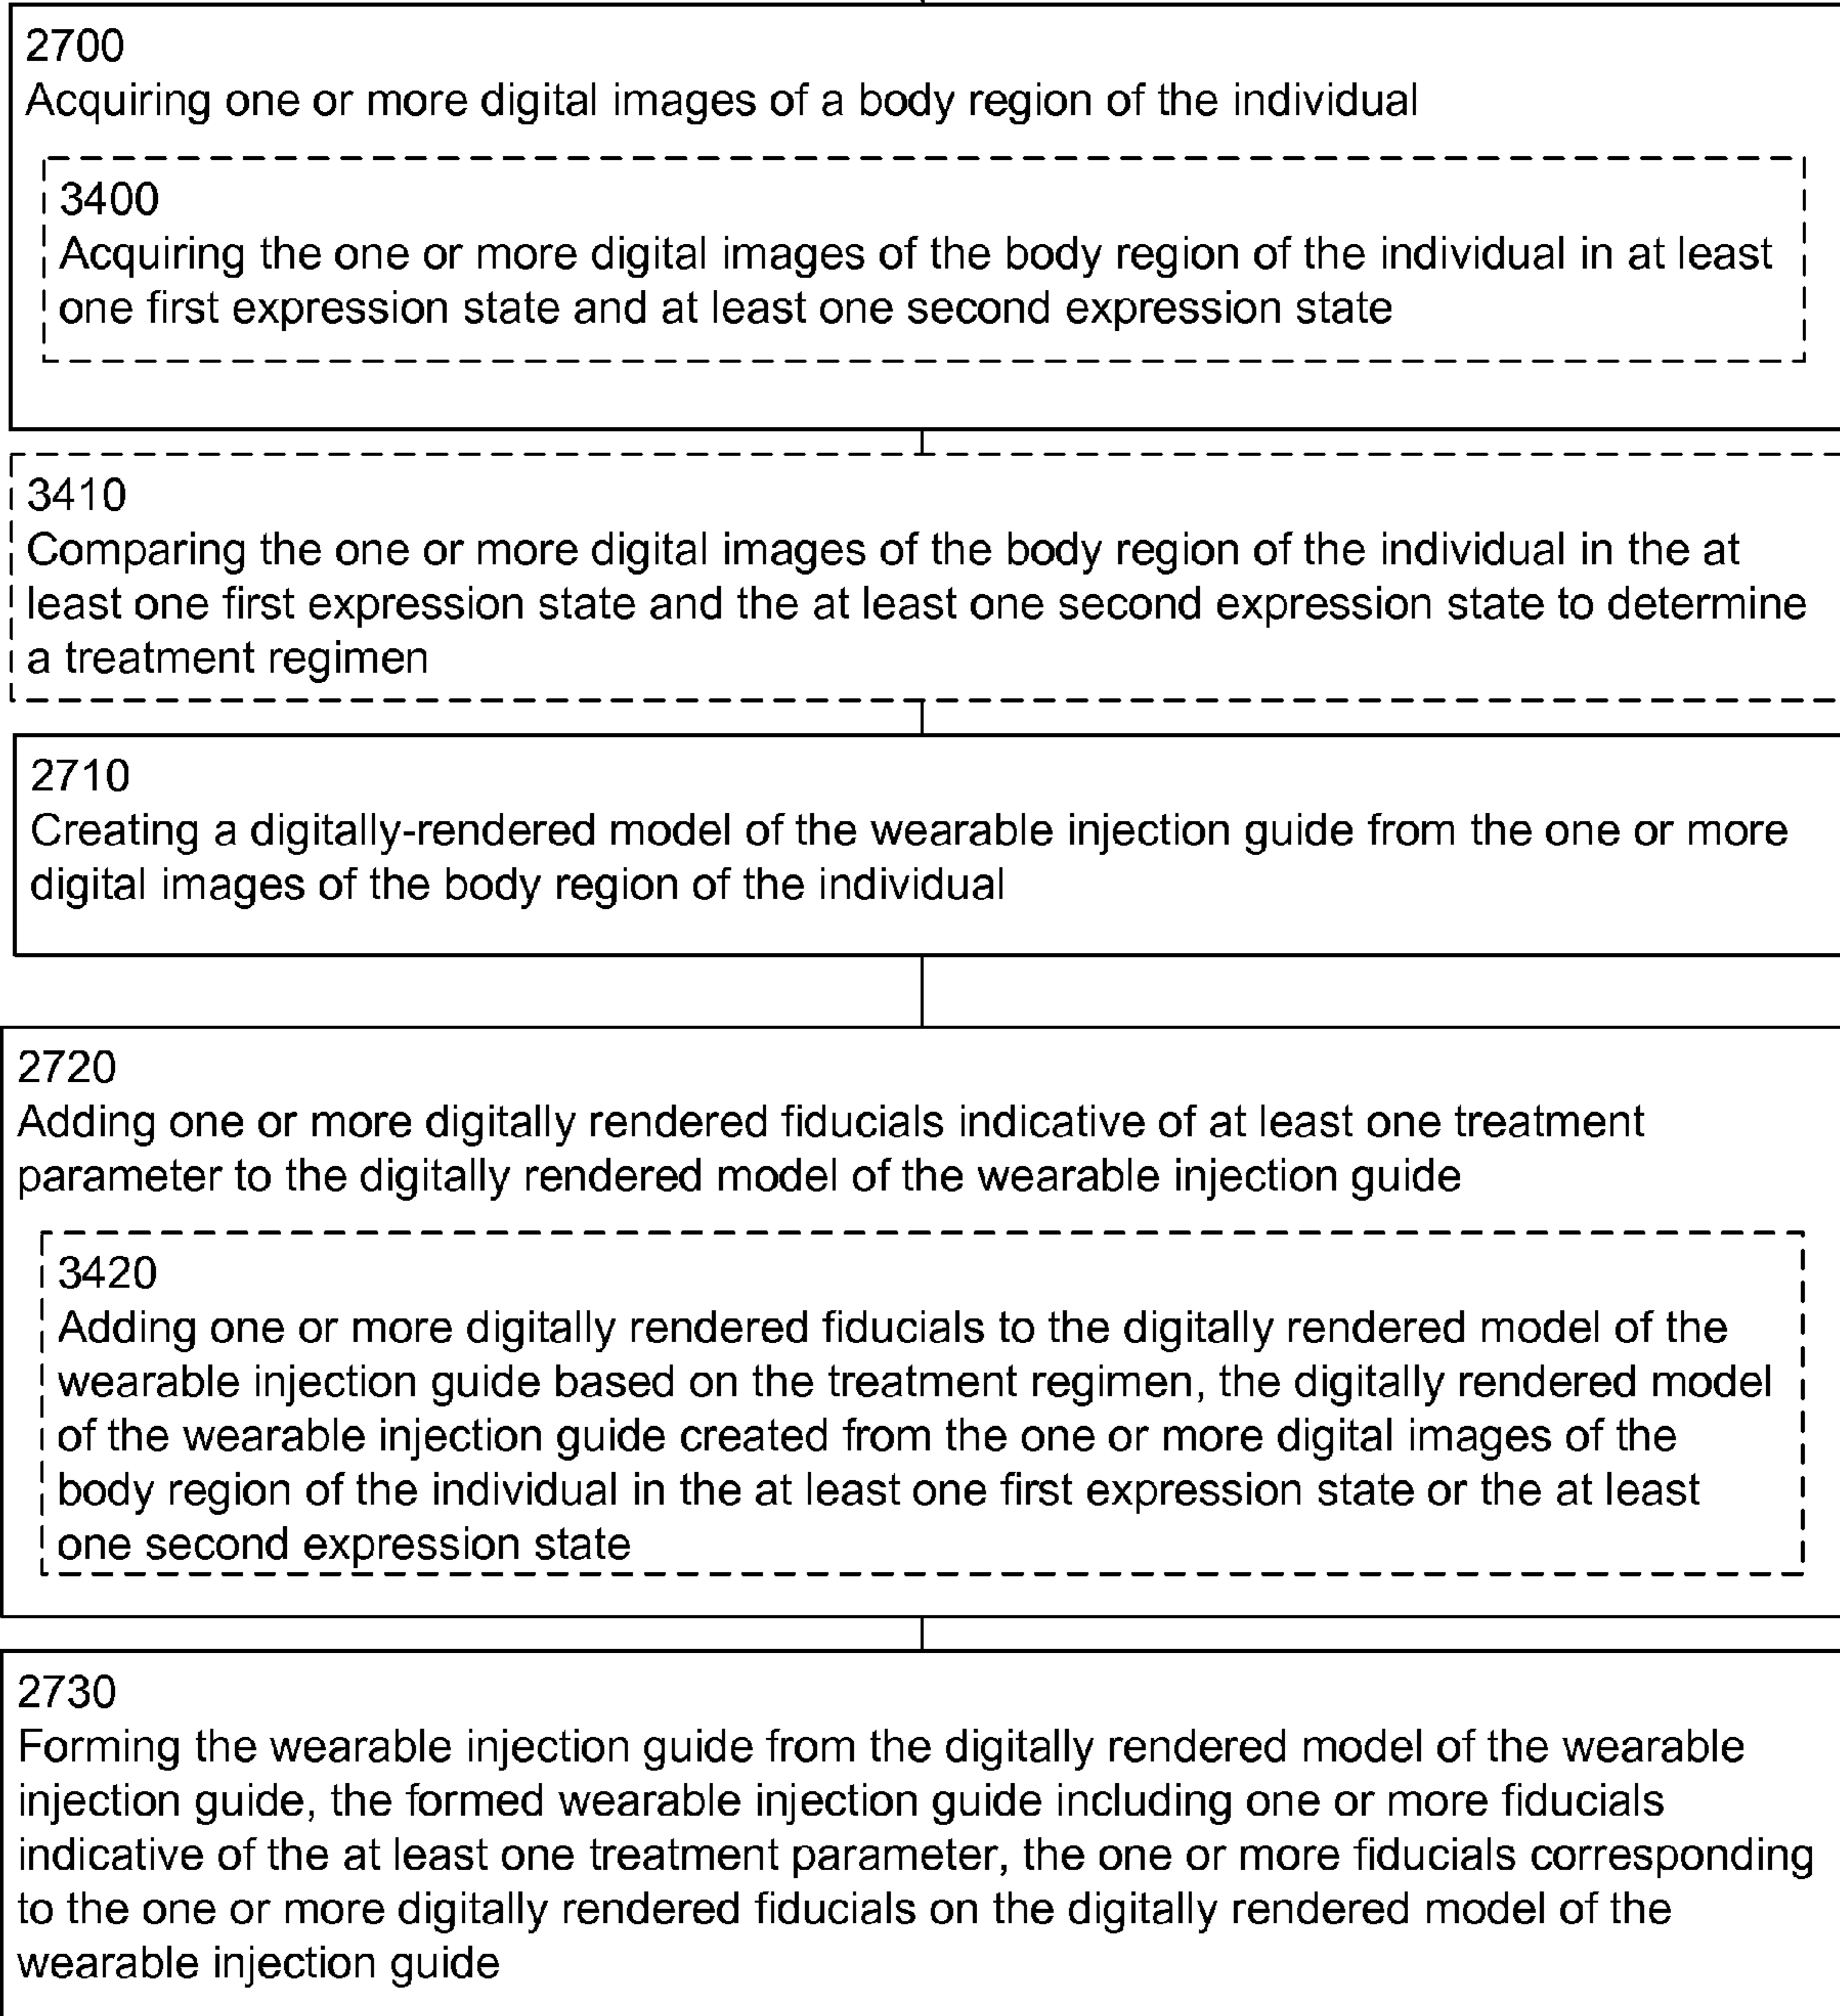 2700
Acquiring one or more digital images of a body region of the individual
3400
Acquiring the one or more digital images of the body region of the individual in at least
one first expression state and at least one second expression state
3410
Comparing the one or more digital images of the body region of the individual in the at
least one first expression state and the at least one second expression state to determine
a treatment regimen
2710
Creating a digitally-rendered model of the wearable injection guide from the one or more
digital images of the body region of the individual
2720
Adding one or more digitally rendered fiducials indicative of at least one treatment
parameter to the digitally rendered model of the wearable injection guide
3420
Adding one or more digitally rendered fiducials to the digitally rendered model of the
wearable injection guide based on the treatment regimen, the digitally rendered model
of the wearable injection guide created from the one or more digital images of the
body region of the individual in the at least one first expression state or the at least
one second expression state
2730
Forming the wearable injection guide from the digitally rendered model of the wearable
injection guide, the formed wearable injection guide including one or more fiducials
indicative of the at least one treatment parameter, the one or more fiducials corresponding
to the one or more digitally rendered fiducials on the digitally rendered model of the
wearable injection guide